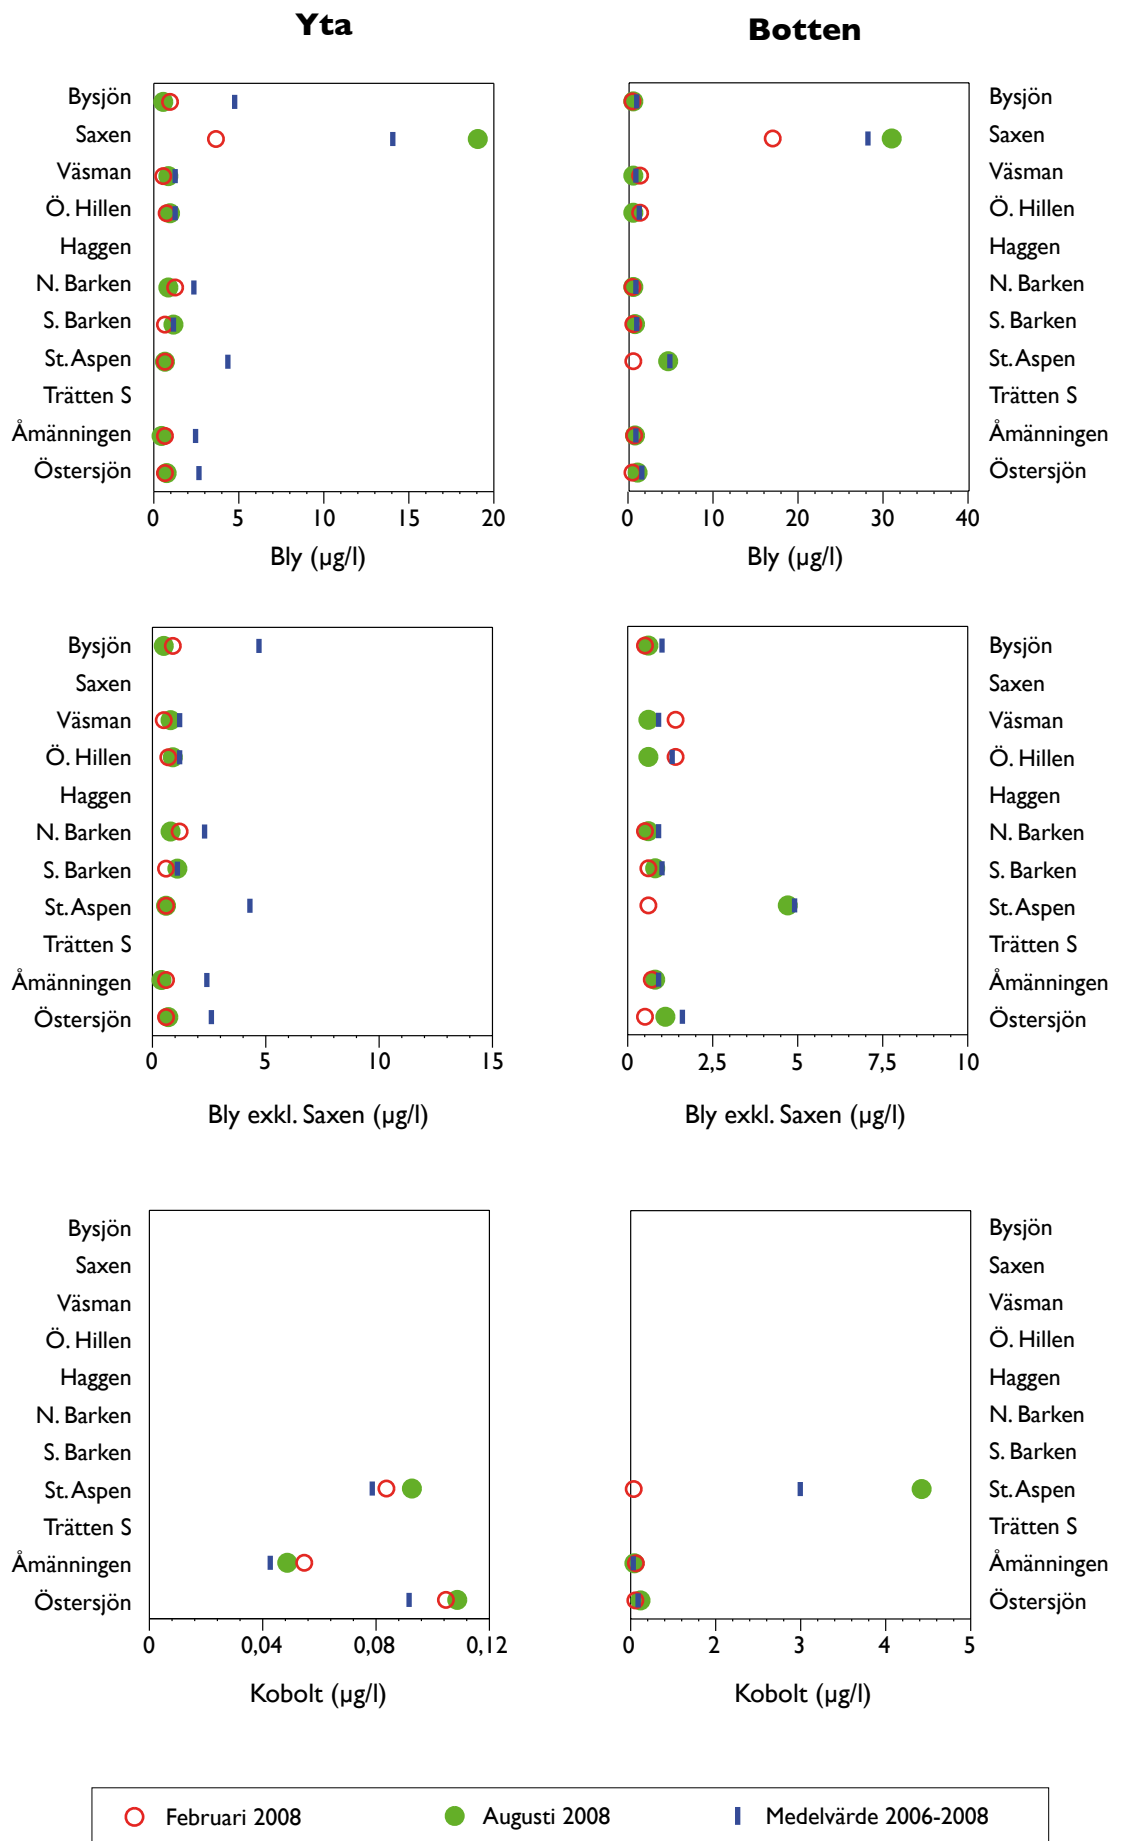 Yta
Botten
Bysjön
Saxen
Väsman
Ö. Hillen
Haggen
N. Barken
S. Barken
St. Aspen
Trätten S
Åmänningen
Östersjön
0 5 10 15 20
Bly (µg/l)
Bysjön
Saxen
Väsman
Ö. Hillen
Haggen
N. Barken
S. Barken
St. Aspen
Trätten S
Åmänningen
Östersjön
0 10 20 30 40
Bly (µg/l)
Bysjön
Saxen
Väsman
Ö. Hillen
Haggen
N. Barken
S. Barken
St. Aspen
Trätten S
Åmänningen
Östersjön
0 5 10 15
Bly exkl. Saxen (µg/l)
Bysjön
Saxen
Väsman
Ö. Hillen
Haggen
N. Barken
S. Barken
St. Aspen
Trätten S
Åmänningen
Östersjön
0 2,5 5 7,5 10
Bly exkl. Saxen (µg/l)
Bysjön
Saxen
Väsman
Ö. Hillen
Haggen
N. Barken
S. Barken
St. Aspen
Trätten S
Åmänningen
Östersjön
0 0,04 0,08 0,12
Kobolt (µg/l)
Bysjön
Saxen
Väsman
Ö. Hillen
Haggen
N. Barken
S. Barken
St. Aspen
Trätten S
Åmänningen
Östersjön
0 2 3 4 5
Kobolt (µg/l)
Februari 2008 Augusti 2008 Medelvärde 2006-2008